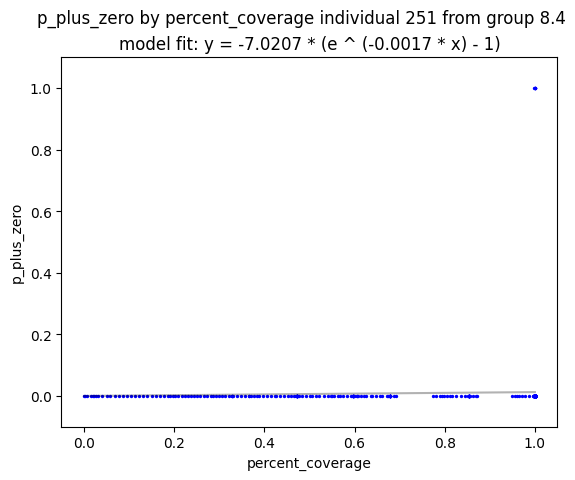 p_plus_zero by percent_coverage individual 251 from group 8.4
model fit: y = -7.0207 * (e ^ (-0.0017 * x) - 1)
1.0
0.8
0.6
0.4
0.2
0.0
p_plus_zero
0.0 0.2 0.4 0.6 0.8 1.0
percent_coverage